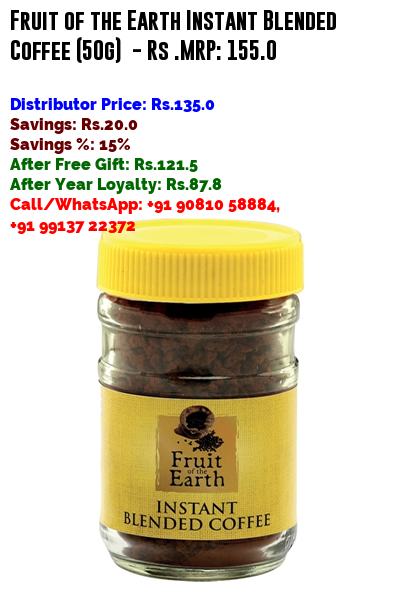 Fruit of the Earth Instant Blended
Coffee (50g) - Rs .MRP: 155.0
Distributor Price: Rs.135.0
Savings: Rs.20.0
Savings %: 15%
After Free Gift: Rs.121.5
After Year Loyalty: Rs.87.8
Call/WhatsApp: +91 90810 58884,
+91 99137 22372
Fruit
of the
Earth
INSTANT
BLENDED COFFEE